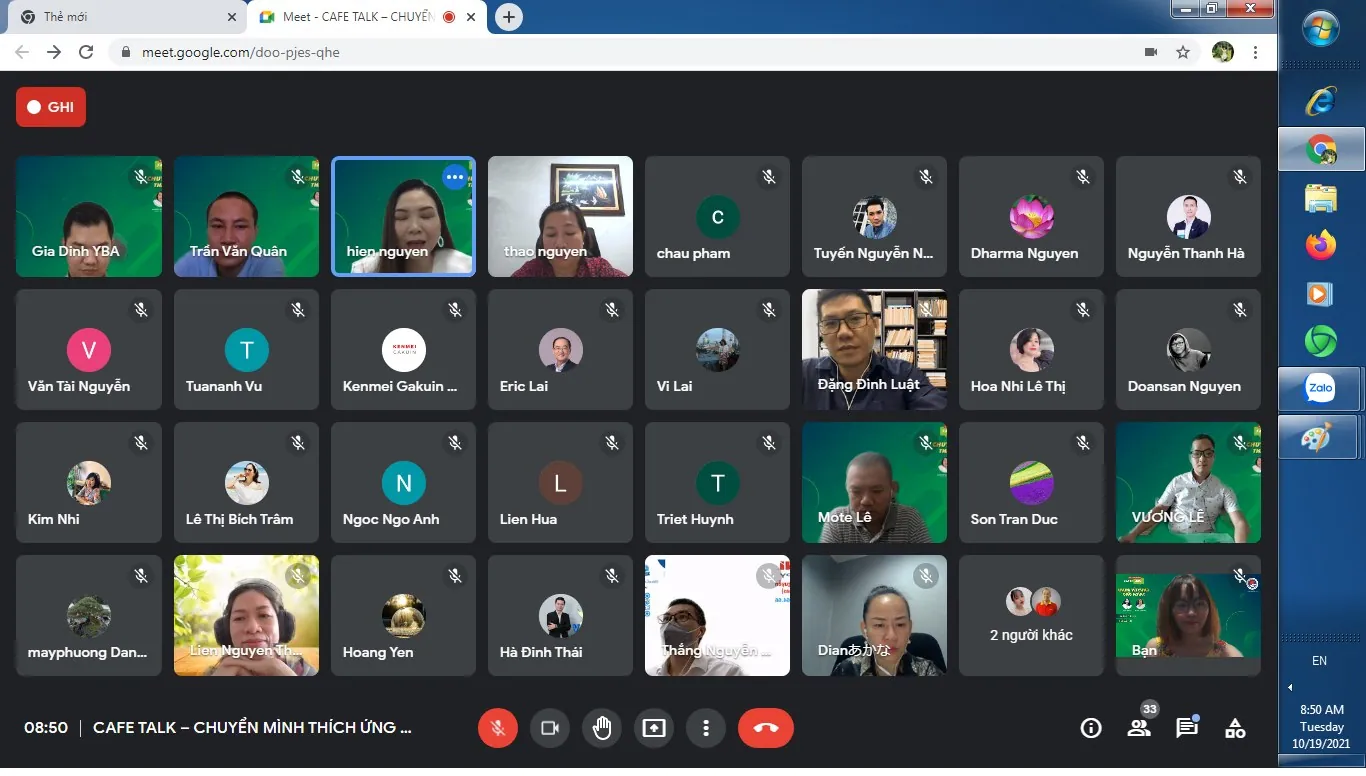 Thẻ mới
Meet - CAFE TALK – CHUYỂN
meet.google.com/doo-pjes-qhe
GHI
Gia Dinh YBA
Trần Văn Quân
hien nguyen
thao nguyen
c
chau pham
Tuyến Nguyễn N...
Dharma Nguyen
Nguyễn Thanh Hà
V
Văn Tài Nguyễn
T
Tuananh Vu
KENMEI
GAKUIN
Kenmei Gakuin ...
Eric Lai
Vi Lai
Đặng Đình Luật
Hoa Nhi Lê Thị
Doansan Nguyen
Kim Nhi
Lê Thị Bích Trâm
N
Ngoc Ngo Anh
L
Lien Hua
T
Triet Huynh
Mote Lê
Son Tran Duc
VƯƠNG LÊ
mayphuong Dan...
Lien Nguyen Th...
Hoang Yen
Hà Đinh Thái
Thắng Nguyễn ...
Dianあかな
2 người khác
Bạn
08:50
CAFE TALK – CHUYỂN MÌNH THÍCH ỨNG ...
33
Zalo
EN
8:50 AM
Tuesday
10/19/2021